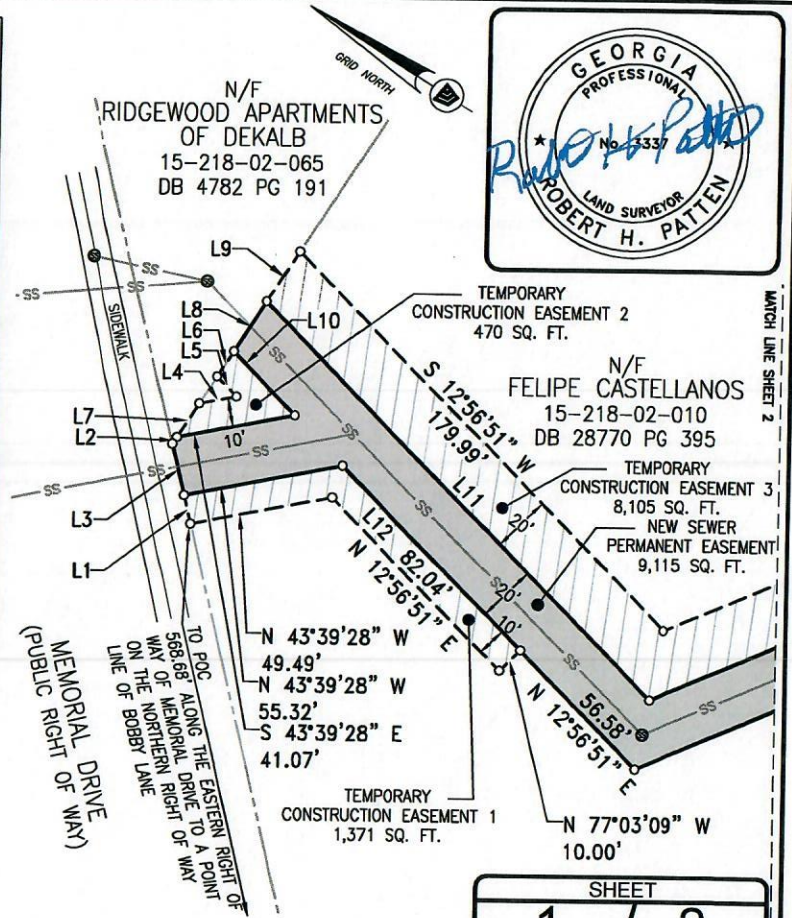 GRID NORTH
GEORGIA
PROFESSIONAL
No. 3337
LAND SURVEYOR
ROBERT H. PATTEN
N/F
RIDGEWOOD APARTMENTS
OF DEKALB
15-218-02-065
DB 4782 PG 191
L9
L8
L6
L5
L4
L10
L7
L2
L3
L1
SS
SS
SS
SS
SS
SS
SS
SS
SS
SIDEWALK
10'
TEMPORARY
CONSTRUCTION EASEMENT 2
470 SQ. FT.
MATCH LINE SHEET 2
N/F
FELIPE CASTELLANOS
15-218-02-010
DB 28770 PG 395
S 12°56'51" W
179.99'
TEMPORARY
CONSTRUCTION EASEMENT 3
8,105 SQ. FT.
NEW SEWER
PERMANENT EASEMENT
9,115 SQ. FT.
L11
20'
20'
10'
L12 82.04'
N 12°56'51" E
56.58'
N 12°56'51" E
N 43°39'28" W
49.49'
N 43°39'28" W
55.32'
S 43°39'28" E
41.07'
TO POC
568.68' ALONG THE EASTERN RIGHT OF
WAY OF MEMORIAL DRIVE TO A POINT
ON THE NORTHERN RIGHT OF WAY
LINE OF BOBBY LANE
MEMORIAL DRIVE
(PUBLIC RIGHT OF WAY)
TEMPORARY
CONSTRUCTION EASEMENT 1
1,371 SQ. FT.
N 77°03'09" W
10.00'
SHEET